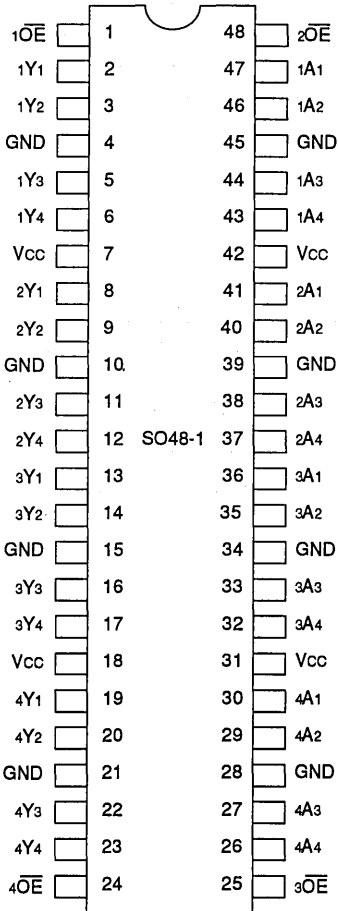 1O̅E̅ 1 48 2O̅E̅
1Y1 2 47 1A1
1Y2 3 46 1A2
GND 4 45 GND
1Y3 5 44 1A3
1Y4 6 43 1A4
Vcc 7 42 Vcc
2Y1 8 41 2A1
2Y2 9 40 2A2
GND 10. 39 GND
2Y3 11 38 2A3
2Y4 12 SO48-1 37 2A4
3Y1 13 36 3A1
3Y2 14 35 3A2
GND 15 34 GND
3Y3 16 33 3A3
3Y4 17 32 3A4
Vcc 18 31 Vcc
4Y1 19 30 4A1
4Y2 20 29 4A2
GND 21 28 GND
4Y3 22 27 4A3
4Y4 23 26 4A4
4O̅E̅ 24 25 3O̅E̅